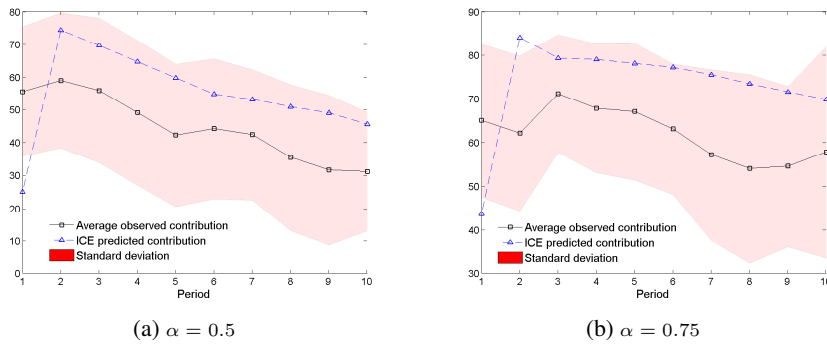 80
70
60
50
40
30
20
10
0
1 2 3 4 5 6 7 8 9 10
Period
Average observed contribution
ICE predicted contribution
Standard deviation
(a) α = 0.5
90
80
70
60
50
40
30
1 2 3 4 5 6 7 8 9 10
Period
Average observed contribution
ICE predicted contribution
Standard deviation
(b) α = 0.75